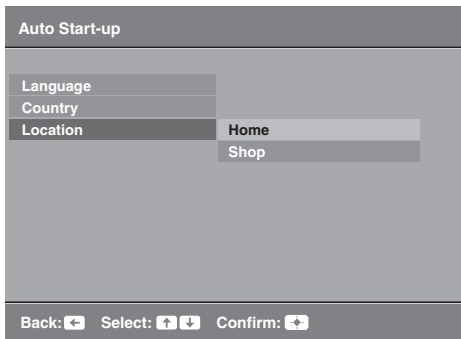 Auto Start-up
Language
Country
Location Home
Shop
Back: Select: Confirm: